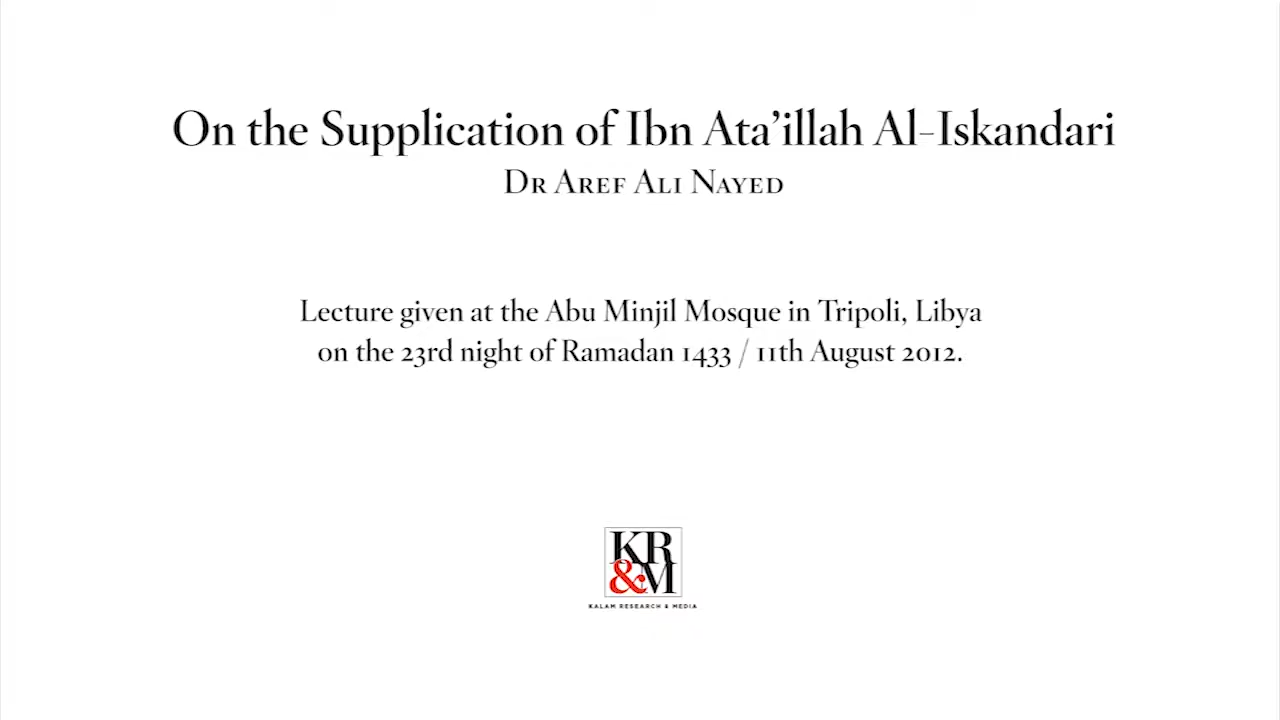 On the Supplication of Ibn Ata’illah Al-Iskandari
Dr Aref Ali Nayed
Lecture given at the Abu Minjil Mosque in Tripoli, Libya
on the 23rd night of Ramadan 1433 / 11th August 2012.
KR
&M
KALAM RESEARCH & MEDIA